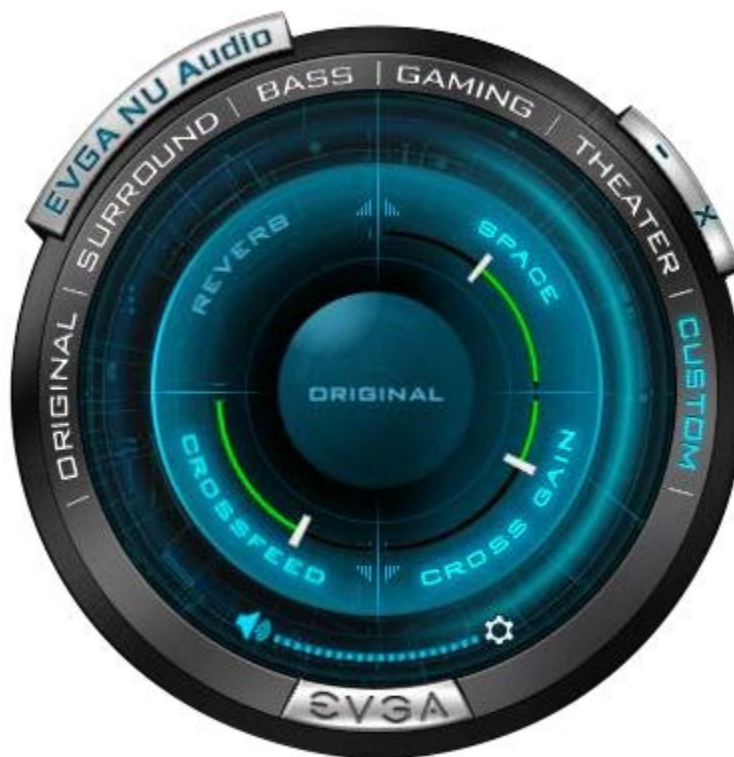 EVGA NU Audio
ORIGINAL | SURROUND | BASS | GAMING | THEATER | CUSTOM |
- X
REVERB
SPACE
ORIGINAL
CROSSFEED
CROSS GAIN
EVGA